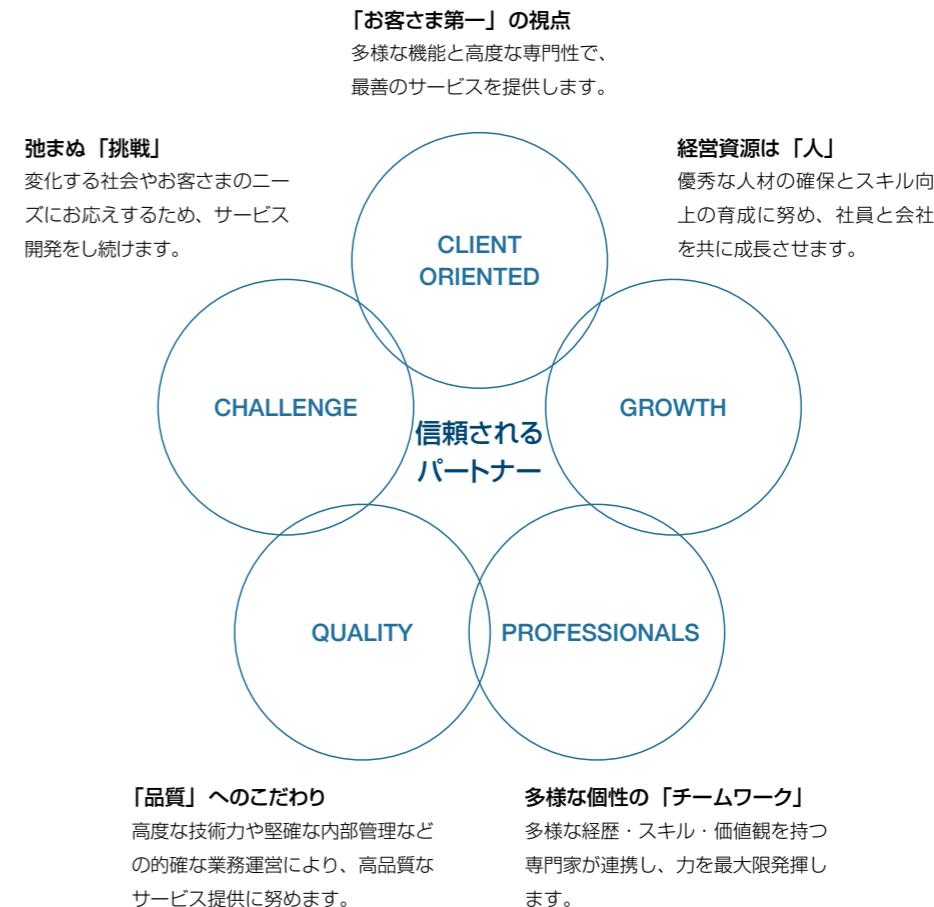 「お客さま第一」の視点
多様な機能と高度な専門性で、
最善のサービスを提供します。
弛まぬ「挑戦」
変化する社会やお客さまのニー
ズにお応えするため、サービス
開発をし続けます。
経営資源は「人」
優秀な人材の確保とスキル向
上の育成に努め、社員と会社
を共に成長させます。
CLIENT
ORIENTED
CHALLENGE
GROWTH
信頼される
パートナー
QUALITY
PROFESSIONALS
「品質」へのこだわり
高度な技術力や堅確な内部管理など
の的確な業務運営により、高品質な
サービス提供に努めます。
多様な個性の「チームワーク」
多様な経歴・スキル・価値観を持つ
専門家が連携し、力を最大限発揮し
ます。